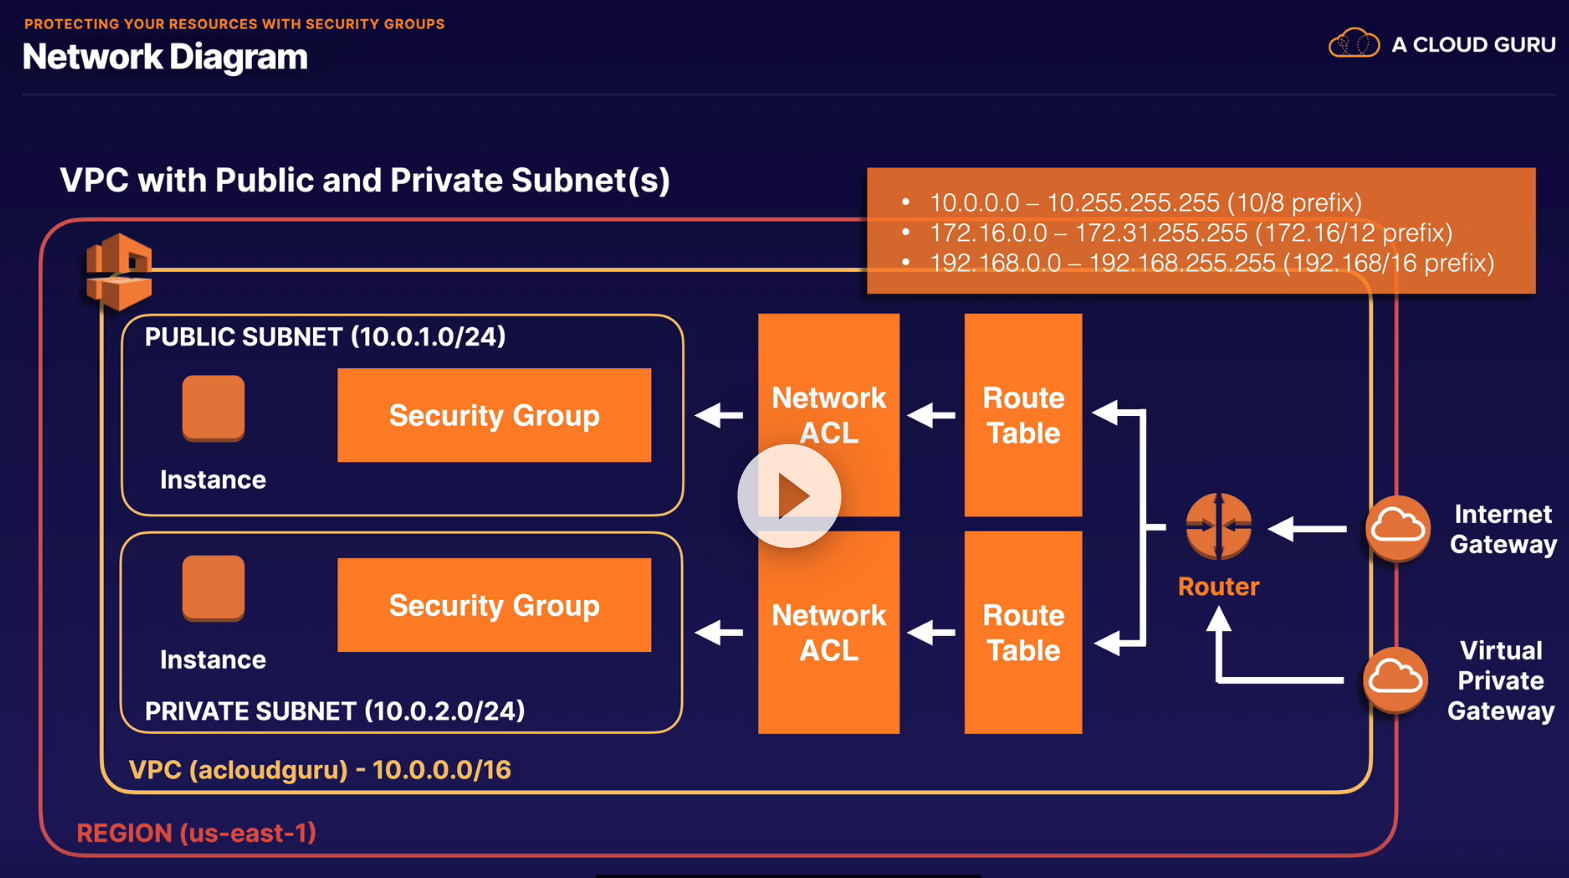 PROTECTING YOUR RESOURCES WITH SECURITY GROUPS
Network Diagram
A CLOUD GURU
VPC with Public and Private Subnet(s)
• 10.0.0.0 – 10.255.255.255 (10/8 prefix)
• 172.16.0.0 – 172.31.255.255 (172.16/12 prefix)
• 192.168.0.0 – 192.168.255.255 (192.168/16 prefix)
PUBLIC SUBNET (10.0.1.0/24)
Instance
Security Group
Network
ACL
Route
Table
Instance
Security Group
PRIVATE SUBNET (10.0.2.0/24)
Network
ACL
Route
Table
Router
Internet
Gateway
Virtual
Private
Gateway
VPC (acloudguru) - 10.0.0.0/16
REGION (us-east-1)